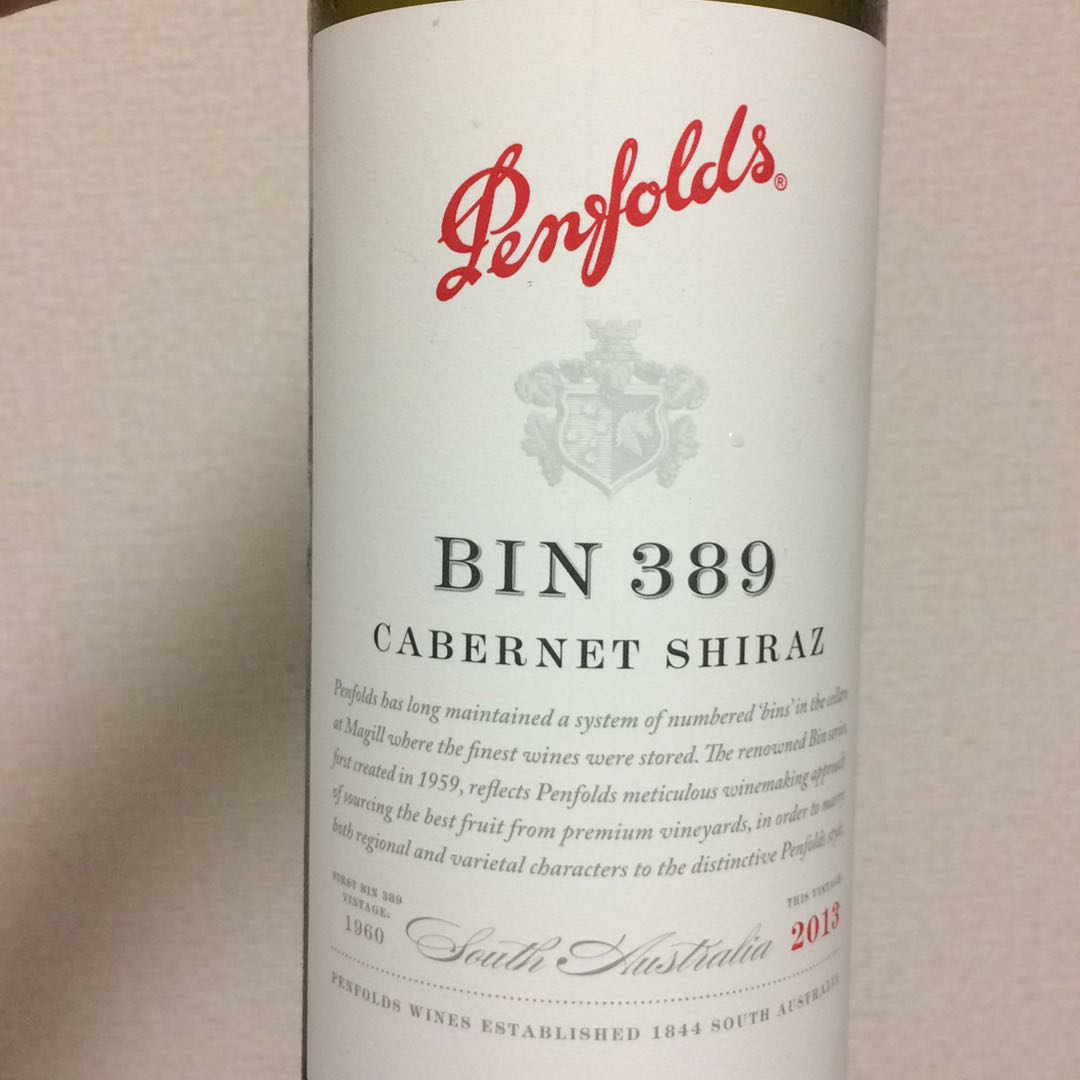 Penfolds®
BIN 389
CABERNET SHIRAZ
Penfolds has long maintained a system of numbered 'bins' in the cellars
at Magill where the finest wines were stored. The renowned Bin series,
first created in 1959, reflects Penfolds meticulous winemaking approach
of sourcing the best fruit from premium vineyards, in order to marry
both regional and varietal characters to the distinctive Penfolds style.
FIRST BIN 389
VINTAGE:
1960
South Australia
THIS VINTAGE:
2013
PENFOLDS WINES ESTABLISHED 1844 SOUTH AUSTRALIA